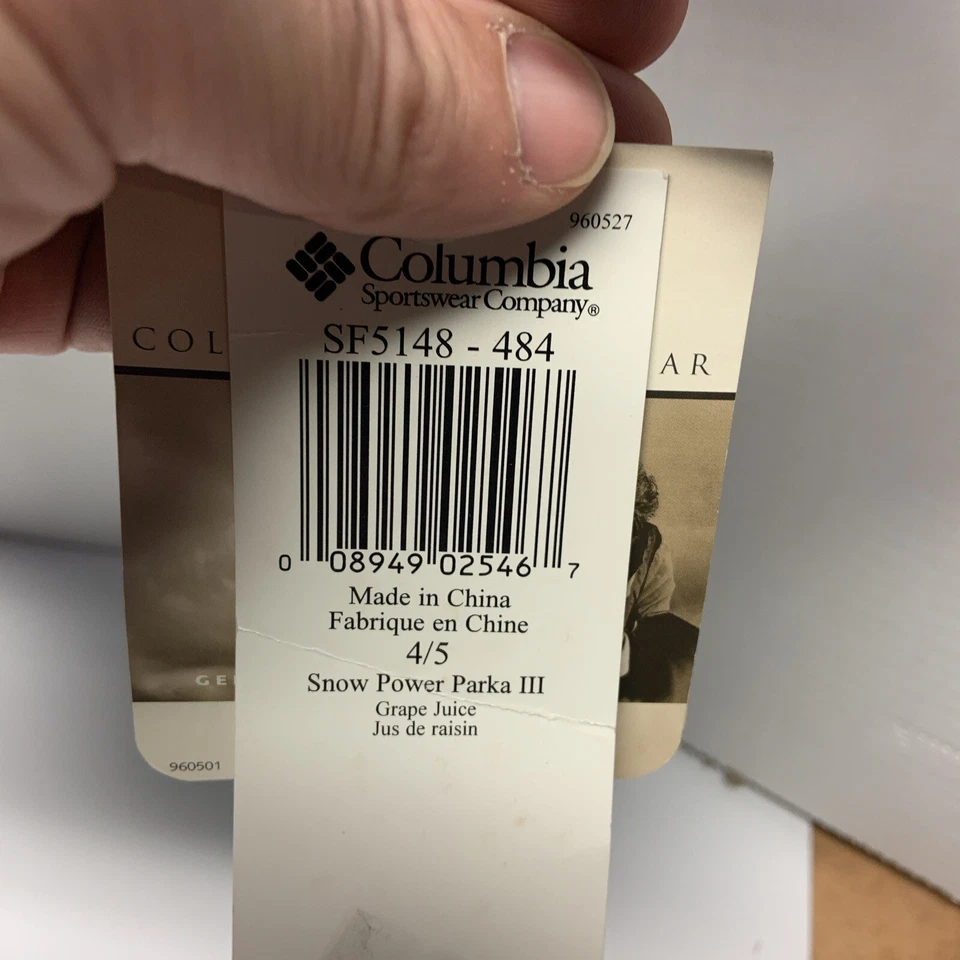 960527
Columbia
Sportswear Company®
SF5148 - 484
COL
AR
0 08949 02546 7
Made in China
Fabrique en Chine
4/5
Snow Power Parka III
GE
Grape Juice
Jus de raisin
960501